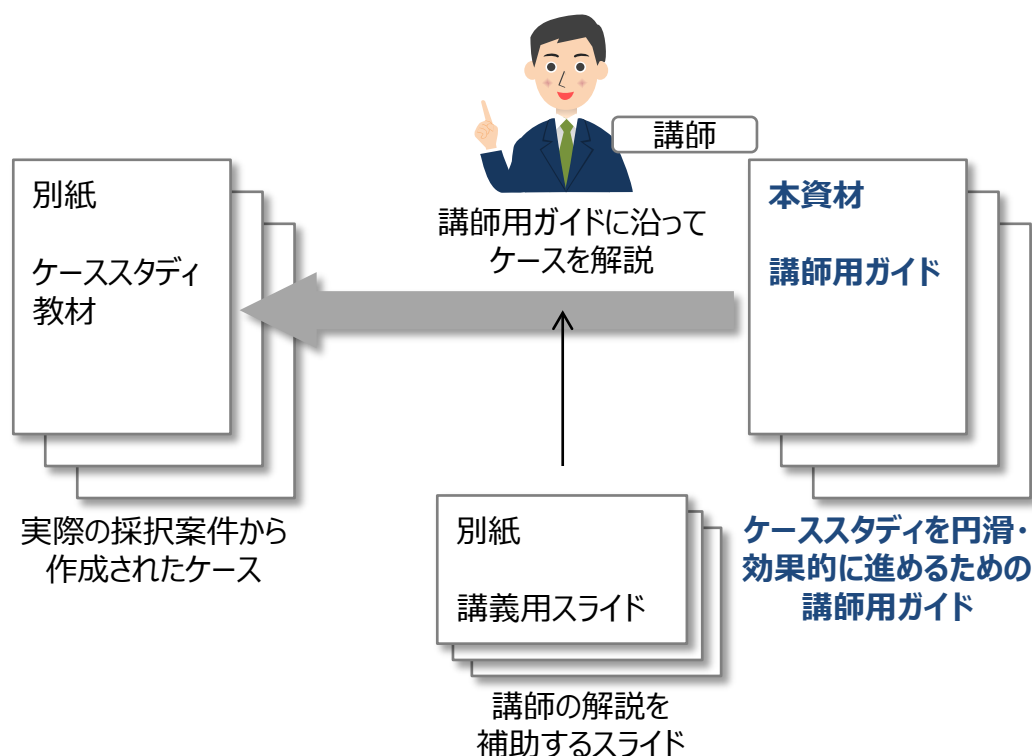 講師
別紙
ケーススタディ
教材
講師用ガイドに沿って
ケースを解説
本資材
講師用ガイド
実際の採択案件から
作成されたケース
別紙
講義用スライド
ケーススタディを円滑・
効果的に進めるための
講師用ガイド
講師の解説を
補助するスライド